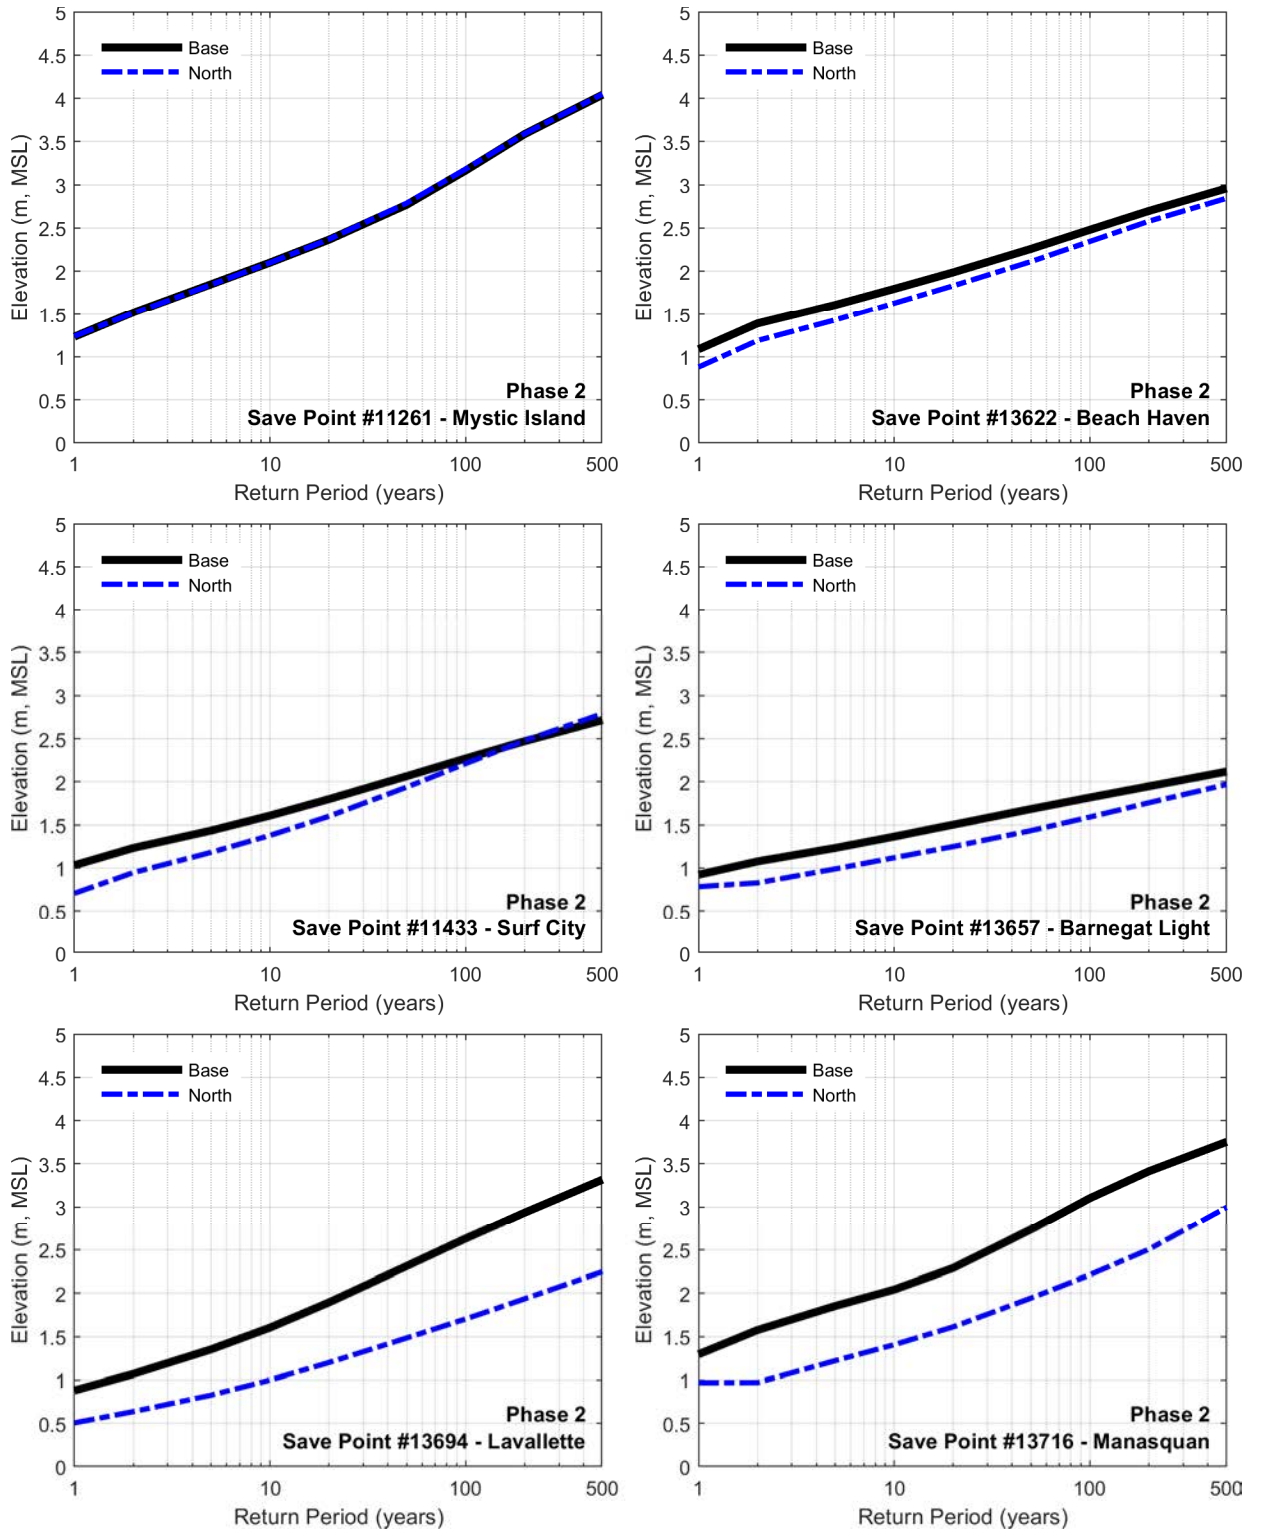 5
4.5
4
3.5
3
2.5
2
1.5
1
0.5
0
Elevation (m, MSL)
Base
North
Phase 2
Save Point #11261 - Mystic Island
1 10 100 500
Return Period (years)
5
4.5
4
3.5
3
2.5
2
1.5
1
0.5
0
Elevation (m, MSL)
Base
North
Phase 2
Save Point #13622 - Beach Haven
1 10 100 500
Return Period (years)
5
4.5
4
3.5
3
2.5
2
1.5
1
0.5
0
Elevation (m, MSL)
Base
North
Phase 2
Save Point #11433 - Surf City
1 10 100 500
Return Period (years)
5
4.5
4
3.5
3
2.5
2
1.5
1
0.5
0
Elevation (m, MSL)
Base
North
Phase 2
Save Point #13657 - Barnegat Light
1 10 100 500
Return Period (years)
5
4.5
4
3.5
3
2.5
2
1.5
1
0.5
0
Elevation (m, MSL)
Base
North
Phase 2
Save Point #13694 - Lavallette
1 10 100 500
Return Period (years)
5
4.5
4
3.5
3
2.5
2
1.5
1
0.5
0
Elevation (m, MSL)
Base
North
Phase 2
Save Point #13716 - Manasquan
1 10 100 500
Return Period (years)